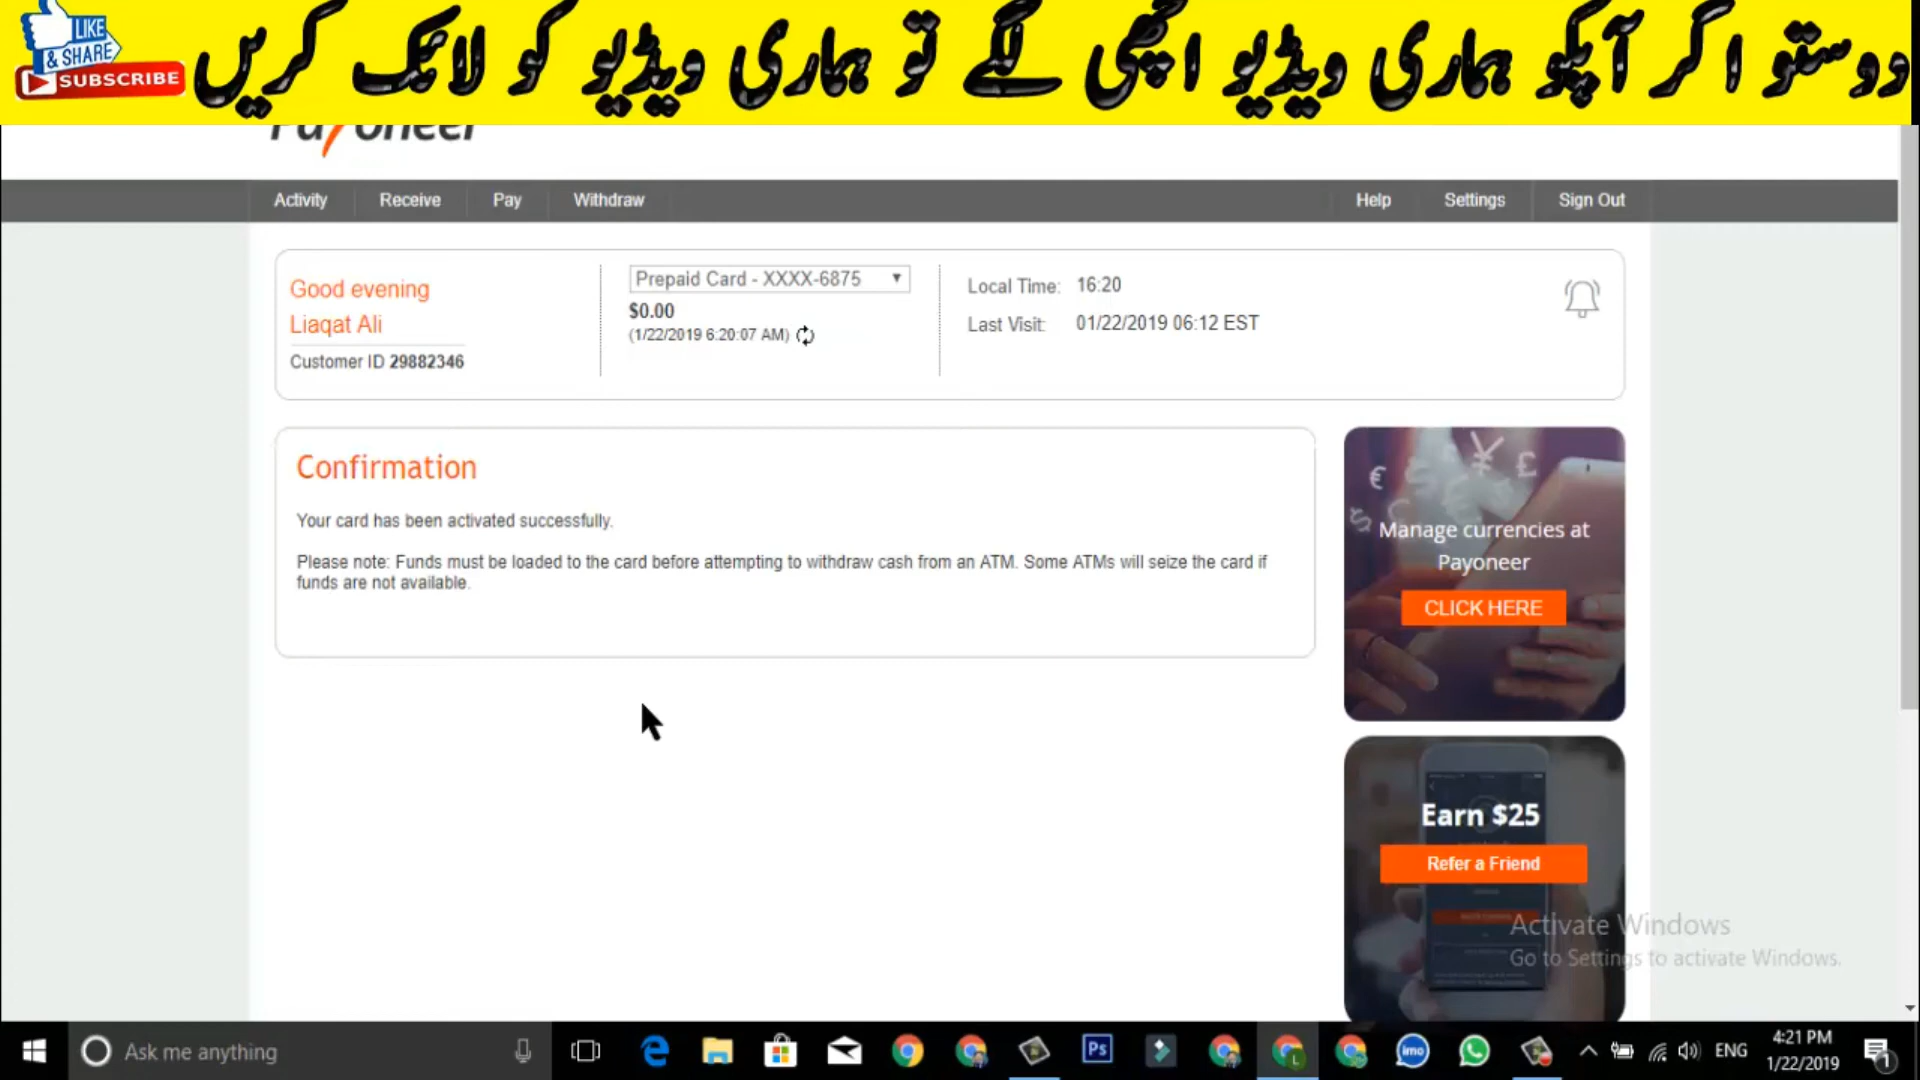 LIKE
& SHARE
SUBSCRIBE
دوستو اگر آپکو ہماری ویڈیو اچھی لگے تو ہماری ویڈیو کو لائیک کریں
Payoneer
Activity Receive Pay Withdraw Help Settings Sign Out
Good evening
Liaqat Ali
Customer ID 29882346
Prepaid Card - XXXX-6875
$0.00
(1/22/2019 6:20:07 AM)
Local Time: 16:20
Last Visit: 01/22/2019 06:12 EST
Confirmation
Your card has been activated successfully.
Please note: Funds must be loaded to the card before attempting to withdraw cash from an ATM. Some ATMs will seize the card if
funds are not available.
Manage currencies at
Payoneer
CLICK HERE
Earn $25
Refer a Friend
Activate Windows
Go to Settings to activate Windows.
Ask me anything
Ps
L
imo
ENG
4:21 PM
1/22/2019
1